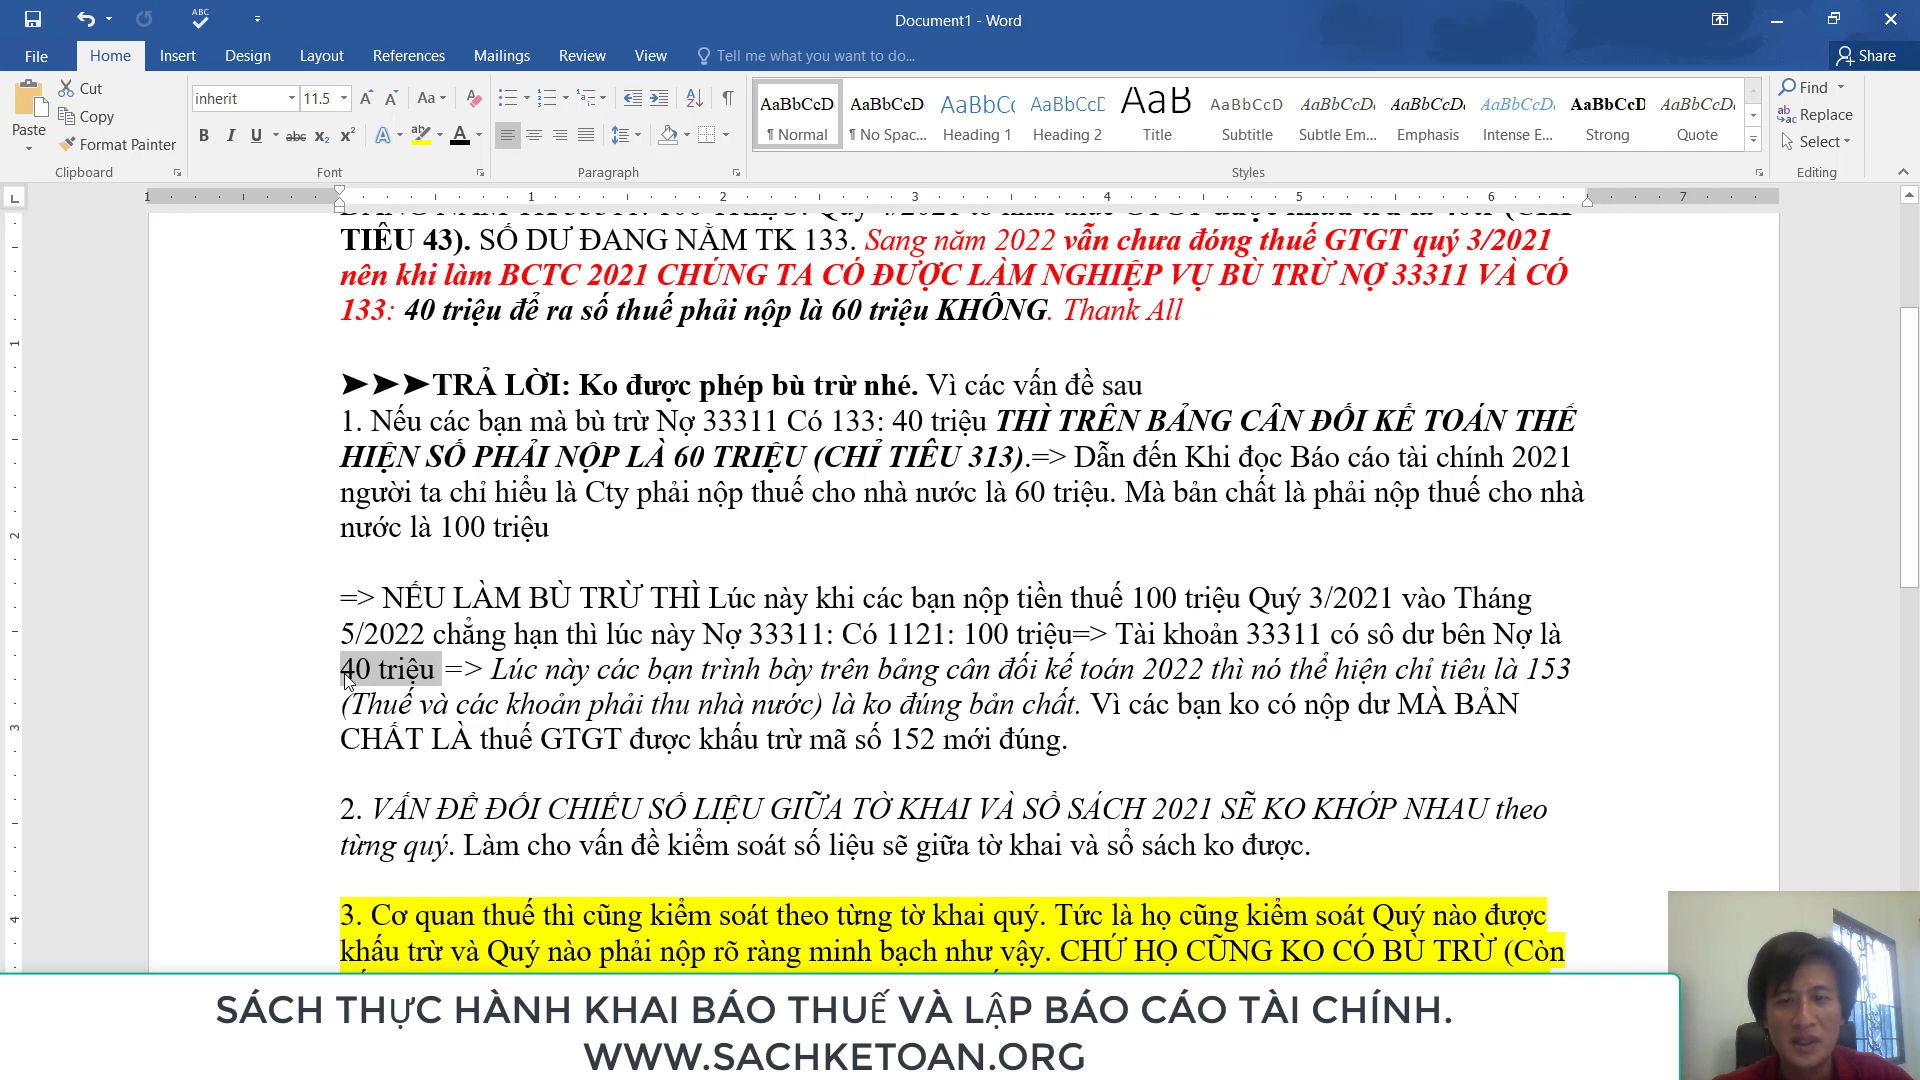 Document1 - Word
File Home Insert Design Layout References Mailings Review View Tell me what you want to do... Share
Paste Cut Copy Format Painter Clipboard
inherit 11.5 Aa
B I U abc x₂ x² A A
Font
Paragraph
AaBbCcD AaBbCcD AaBbCc AaBbCcD AaB AaBbCcD AaBbCcD AaBbCcD AaBbCcD AaBbCcD AaBbCcD
¶ Normal ¶ No Spac... Heading 1 Heading 2 Title Subtitle Subtle Em... Emphasis Intense E... Strong Quote
Styles
Find Replace Select Editing
1 1 2 3 4 5 6 7
TIÊU 43). SỐ DƯ ĐANG NẰM TK 133. Sang năm 2022 vẫn chưa đóng thuế GTGT quý 3/2021
nên khi làm BCTC 2021 CHÚNG TA CÓ ĐƯỢC LÀM NGHIỆP VỤ BÙ TRỪ NỢ 33311 VÀ CÓ
133: 40 triệu để ra số thuế phải nộp là 60 triệu KHÔNG. Thank All
➤➤➤TRẢ LỜI: Ko được phép bù trừ nhé. Vì các vấn đề sau
1. Nếu các bạn mà bù trừ Nợ 33311 Có 133: 40 triệu THÌ TRÊN BẢNG CÂN ĐỐI KẾ TOÁN THỂ
HIỆN SỐ PHẢI NỘP LÀ 60 TRIỆU (CHỈ TIÊU 313).=> Dẫn đến Khi đọc Báo cáo tài chính 2021
người ta chỉ hiểu là Cty phải nộp thuế cho nhà nước là 60 triệu. Mà bản chất là phải nộp thuế cho nhà
nước là 100 triệu
=> NẾU LÀM BÙ TRỪ THÌ Lúc này khi các bạn nộp tiền thuế 100 triệu Quý 3/2021 vào Tháng
5/2022 chẳng hạn thì lúc này Nợ 33311: Có 1121: 100 triệu=> Tài khoản 33311 có sô dư bên Nợ là
40 triệu => Lúc này các bạn trình bày trên bảng cân đối kế toán 2022 thì nó thể hiện chỉ tiêu là 153
(Thuế và các khoản phải thu nhà nước) là ko đúng bản chất. Vì các bạn ko có nộp dư MÀ BẢN
CHẤT LÀ thuế GTGT được khấu trừ mã số 152 mới đúng.
2. VẤN ĐỀ ĐỐI CHIẾU SỐ LIỆU GIỮA TỜ KHAI VÀ SỔ SÁCH 2021 SẼ KO KHỚP NHAU theo
từng quý. Làm cho vấn đề kiểm soát số liệu sẽ giữa tờ khai và sổ sách ko được.
3. Cơ quan thuế thì cũng kiểm soát theo từng tờ khai quý. Tức là họ cũng kiểm soát Quý nào được
khấu trừ và Quý nào phải nộp rõ ràng minh bạch như vậy. CHỨ HỌ CŨNG KO CÓ BÙ TRỪ (Còn
SÁCH THỰC HÀNH KHAI BÁO THUẾ VÀ LẬP BÁO CÁO TÀI CHÍNH.
WWW.SACHKETOAN.ORG